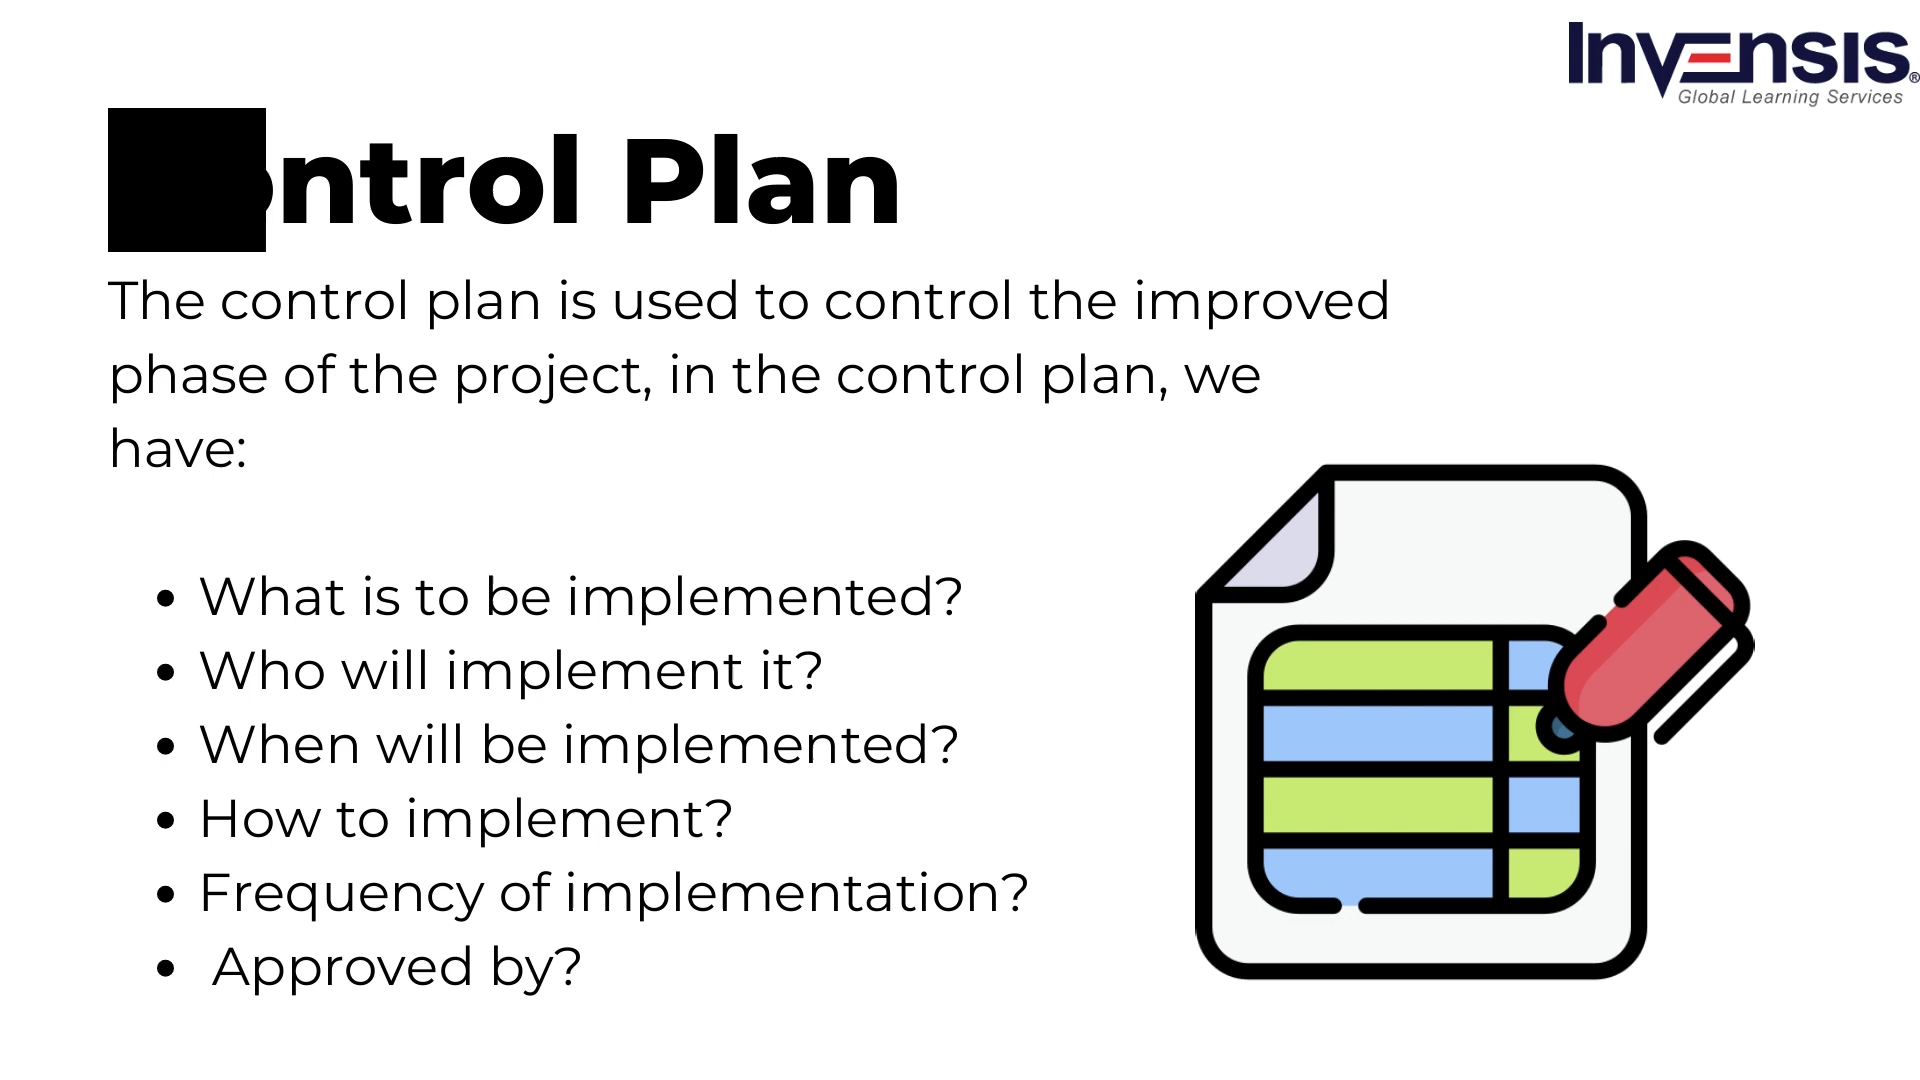 Invensis®
Global Learning Services
ontrol Plan
The control plan is used to control the improved
phase of the project, in the control plan, we
have:
• What is to be implemented?
• Who will implement it?
• When will be implemented?
• How to implement?
• Frequency of implementation?
• Approved by?